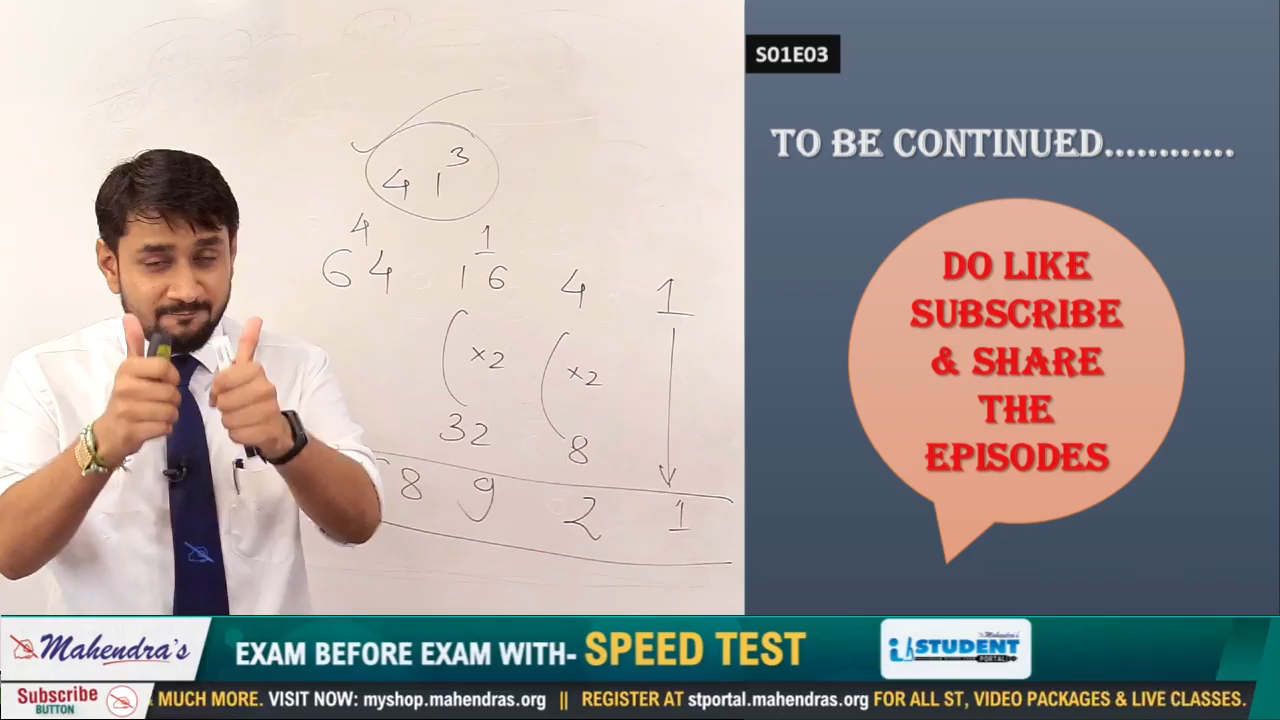 S01E03
TO BE CONTINUED............
DO LIKE
SUBSCRIBE
& SHARE
THE
EPISODES
41³
4 1
64 16 4 1
×2 ×2
32 8
8 9 2 1
Mahendra's
EXAM BEFORE EXAM WITH- SPEED TEST
Mahendra's
iSTUDENT
PORTAL
Subscribe
BUTTON
& MUCH MORE. VISIT NOW: myshop.mahendras.org || REGISTER AT stportal.mahendras.org FOR ALL ST, VIDEO PACKAGES & LIVE CLASSES.